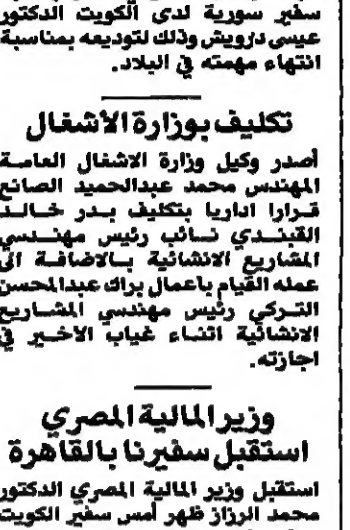 سفير سورية لدى الكويت الدكتور
عيسى درويش وذلك لتوديعه بمناسبة
انتهاء مهمته في البلاد.
تكليف بوزارة الأشغال
أصدر وكيل وزارة الاشغال العامة
المهندس محمد عبدالحميد الصانع
قرارا اداريا بتكليف بدر خالد
القبندي نائب رئيس مهندسي
المشاريع الانشائية بالاضافة الى
عمله القيام باعمال براك عبدالمحسن
التركي رئيس مهندسي المشاريع
الانشائية اثناء غياب الاخير في
اجازته.
وزير المالية المصري
استقبل سفيرنا بالقاهرة
استقبل وزير المالية المصري الدكتور
محمد الرزاز ظهر أمس سفير الكويت